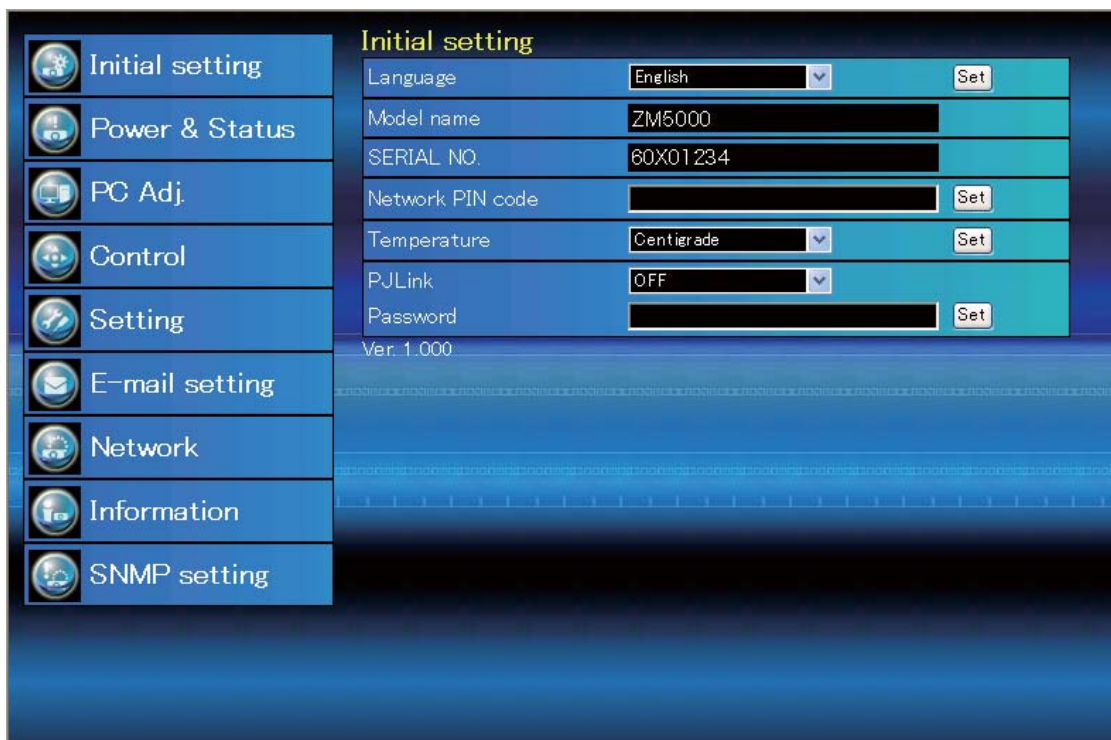 Initial setting
Power & Status
PC Adj.
Control
Setting
E-mail setting
Network
Information
SNMP setting
Initial setting
Language English Set
Model name ZM5000
SERIAL NO. 60X01234
Network PIN code Set
Temperature Centigrade Set
PJLink OFF
Password Set
Ver. 1.000